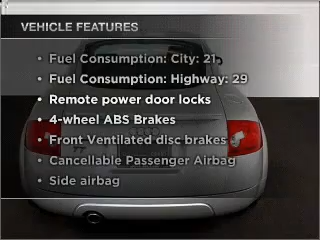 VEHICLE FEATURES
• Fuel Consumption: City: 21
• Fuel Consumption: Highway: 29
• Remote power door locks
• 4-wheel ABS Brakes
• Front Ventilated disc brakes
• Cancellable Passenger Airbag
• Side airbag